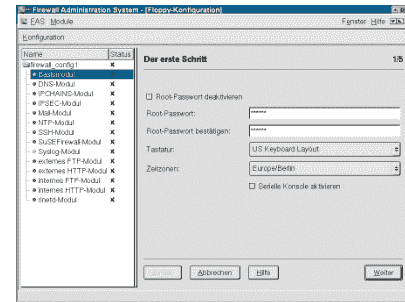 Firewall Administration System - [Floppy-Konfiguration]
FAS Module
Fenster Hilfe
Konfiguration
Name Status
firewall_config1 x
Basismodul
DNS-Modul x
IPCHAINS-Modul x
IPSEC-Modul x
Mail-Modul x
NTP-Modul x
SSH-Modul x
SuSEFirewall-Modul x
Syslog-Modul x
externes FTP-Modul x
externes HTTP-Modul x
internes FTP-Modul x
internes HTTP-Modul x
rinetd-Modul x
Der erste Schritt 1/5
Root-Passwort deaktivieren
Root-Passwort: ******
Root-Passwort bestätigen: ******
Tastatur: US Keyboard Layout
Zeitzonen: Europe/Berlin
Serielle Konsole aktivieren
Abbrechen Hilfe Weiter